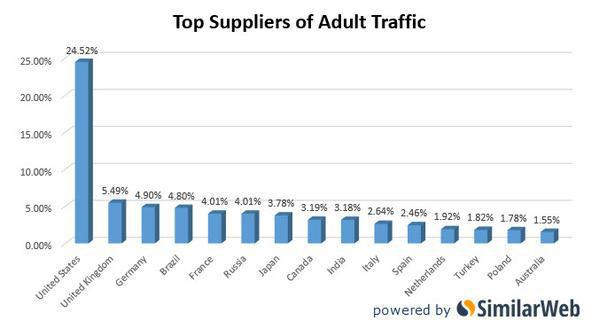 Top Suppliers of Adult Traffic
25.00%
20.00%
15.00%
10.00%
5.00%
0.00%
24.52%
5.49%
4.90%
4.80%
4.01%
4.01%
3.78%
3.19%
3.18%
2.64%
2.46%
1.92%
1.82%
1.78%
1.55%
United States
United Kingdom
Germany
Brazil
France
Russia
Japan
Canada
India
Italy
Spain
Netherlands
Turkey
Poland
Australia
powered by SimilarWeb